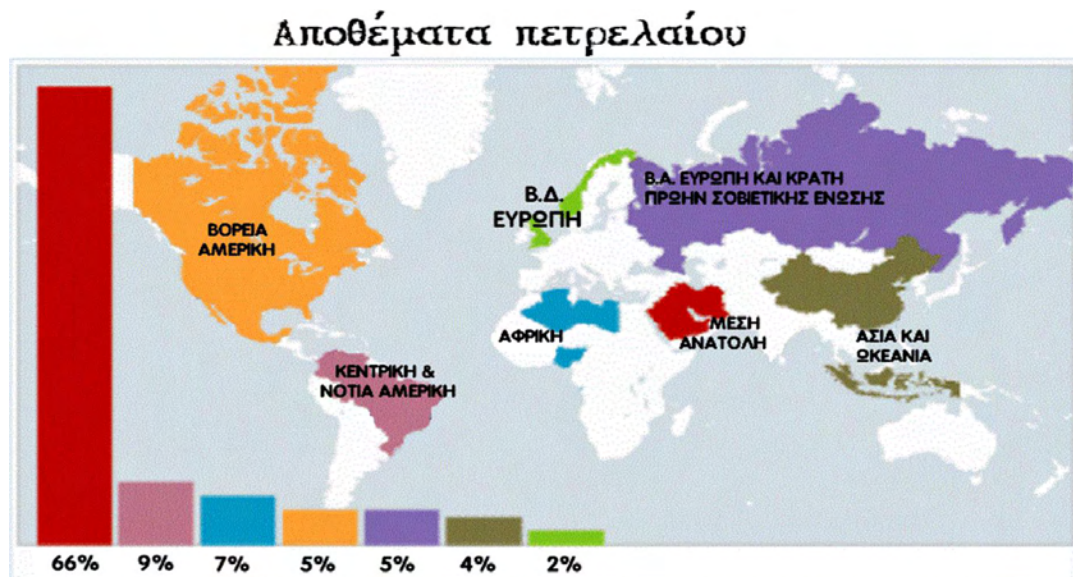 Αποθέματα πετρελαίου
Β.Α. ΕΥΡΩΠΗ ΚΑΙ ΚΡΑΤΗ
ΠΡΩΗΝ ΣΟΒΙΕΤΙΚΗΣ ΕΝΩΣΗΣ
Β.Δ.
ΕΥΡΩΠΗ
ΒΟΡΕΙΑ
ΑΜΕΡΙΚΗ
ΑΦΡΙΚΗ
ΜΕΣΗ
ΑΝΑΤΟΛΗ
ΑΣΙΑ ΚΑΙ
ΩΚΕΑΝΙΑ
ΚΕΝΤΡΙΚΗ &
ΝΟΤΙΑ ΑΜΕΡΙΚΗ
66% 9% 7% 5% 5% 4% 2%